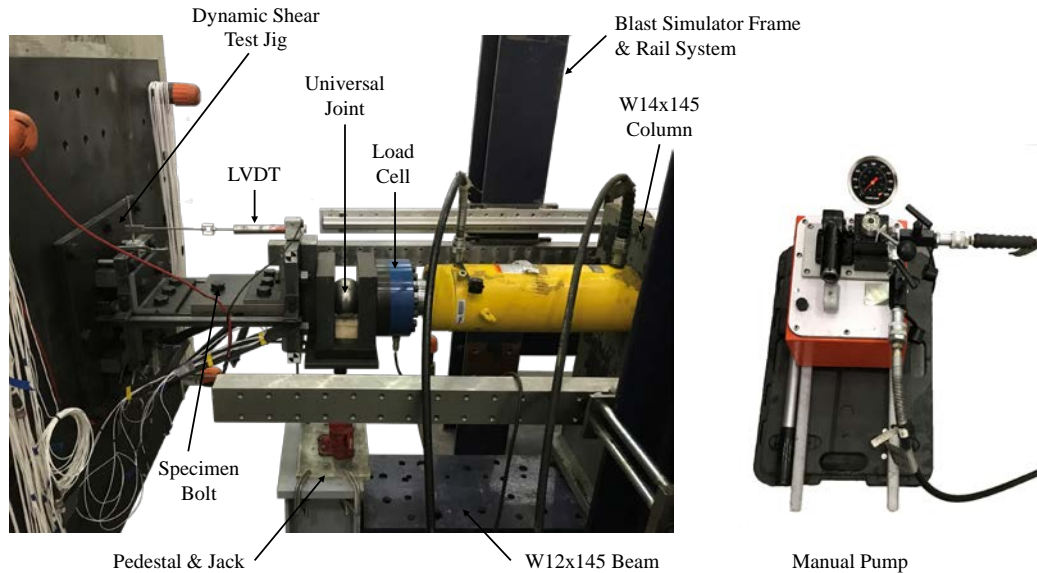 Dynamic Shear
Test Jig
Blast Simulator Frame
& Rail System
Universal
Joint
W14x145
Column
Load
Cell
LVDT
Specimen
Bolt
Pedestal & Jack
W12x145 Beam
Manual Pump